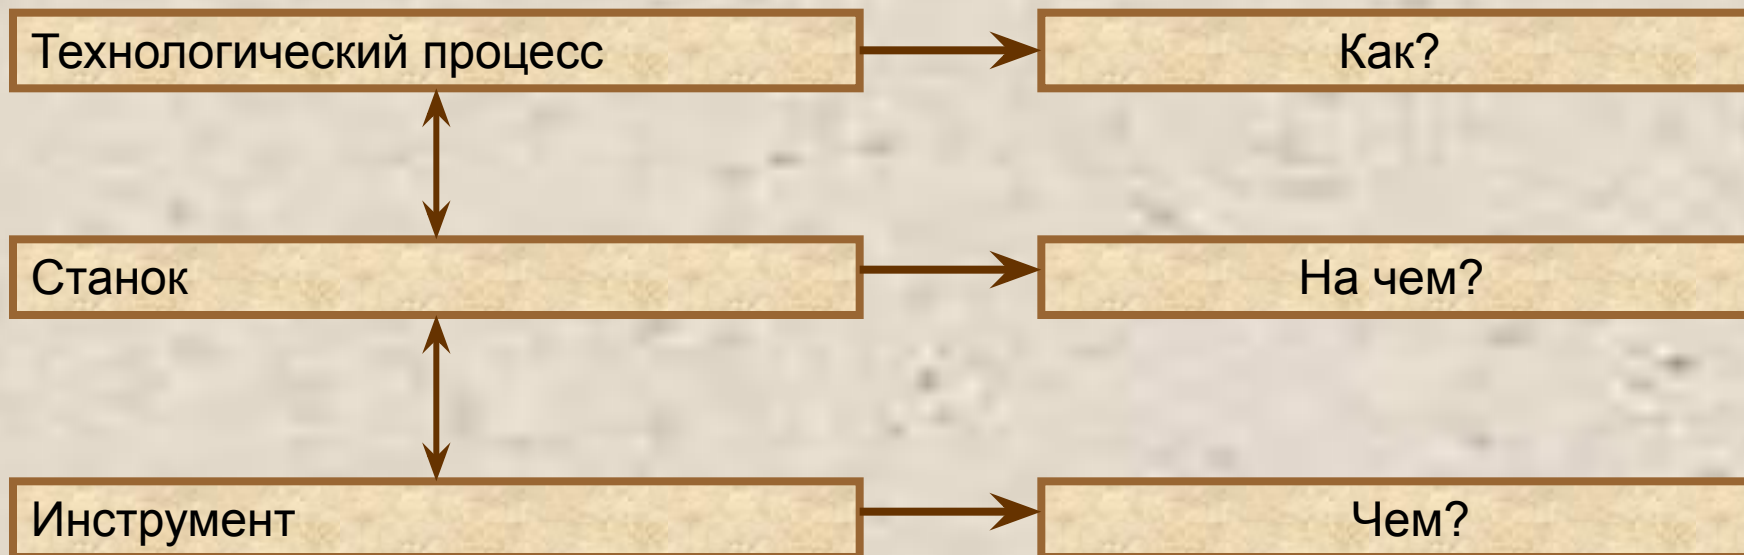 Технологический процесс
Как?
Станок
На чем?
Инструмент
Чем?